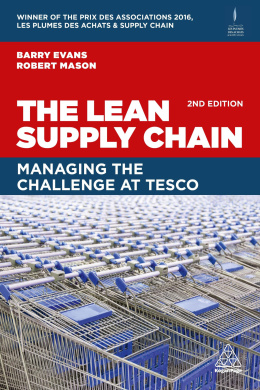 WINNER OF THE PRIX DES ASSOCIATIONS 2016,
LES PLUMES DES ACHATS & SUPPLY CHAIN
BARRY EVANS
ROBERT MASON
THE LEAN
2ND EDITION
SUPPLY CHAIN
MANAGING THE
CHALLENGE AT TESCO
KoganPage